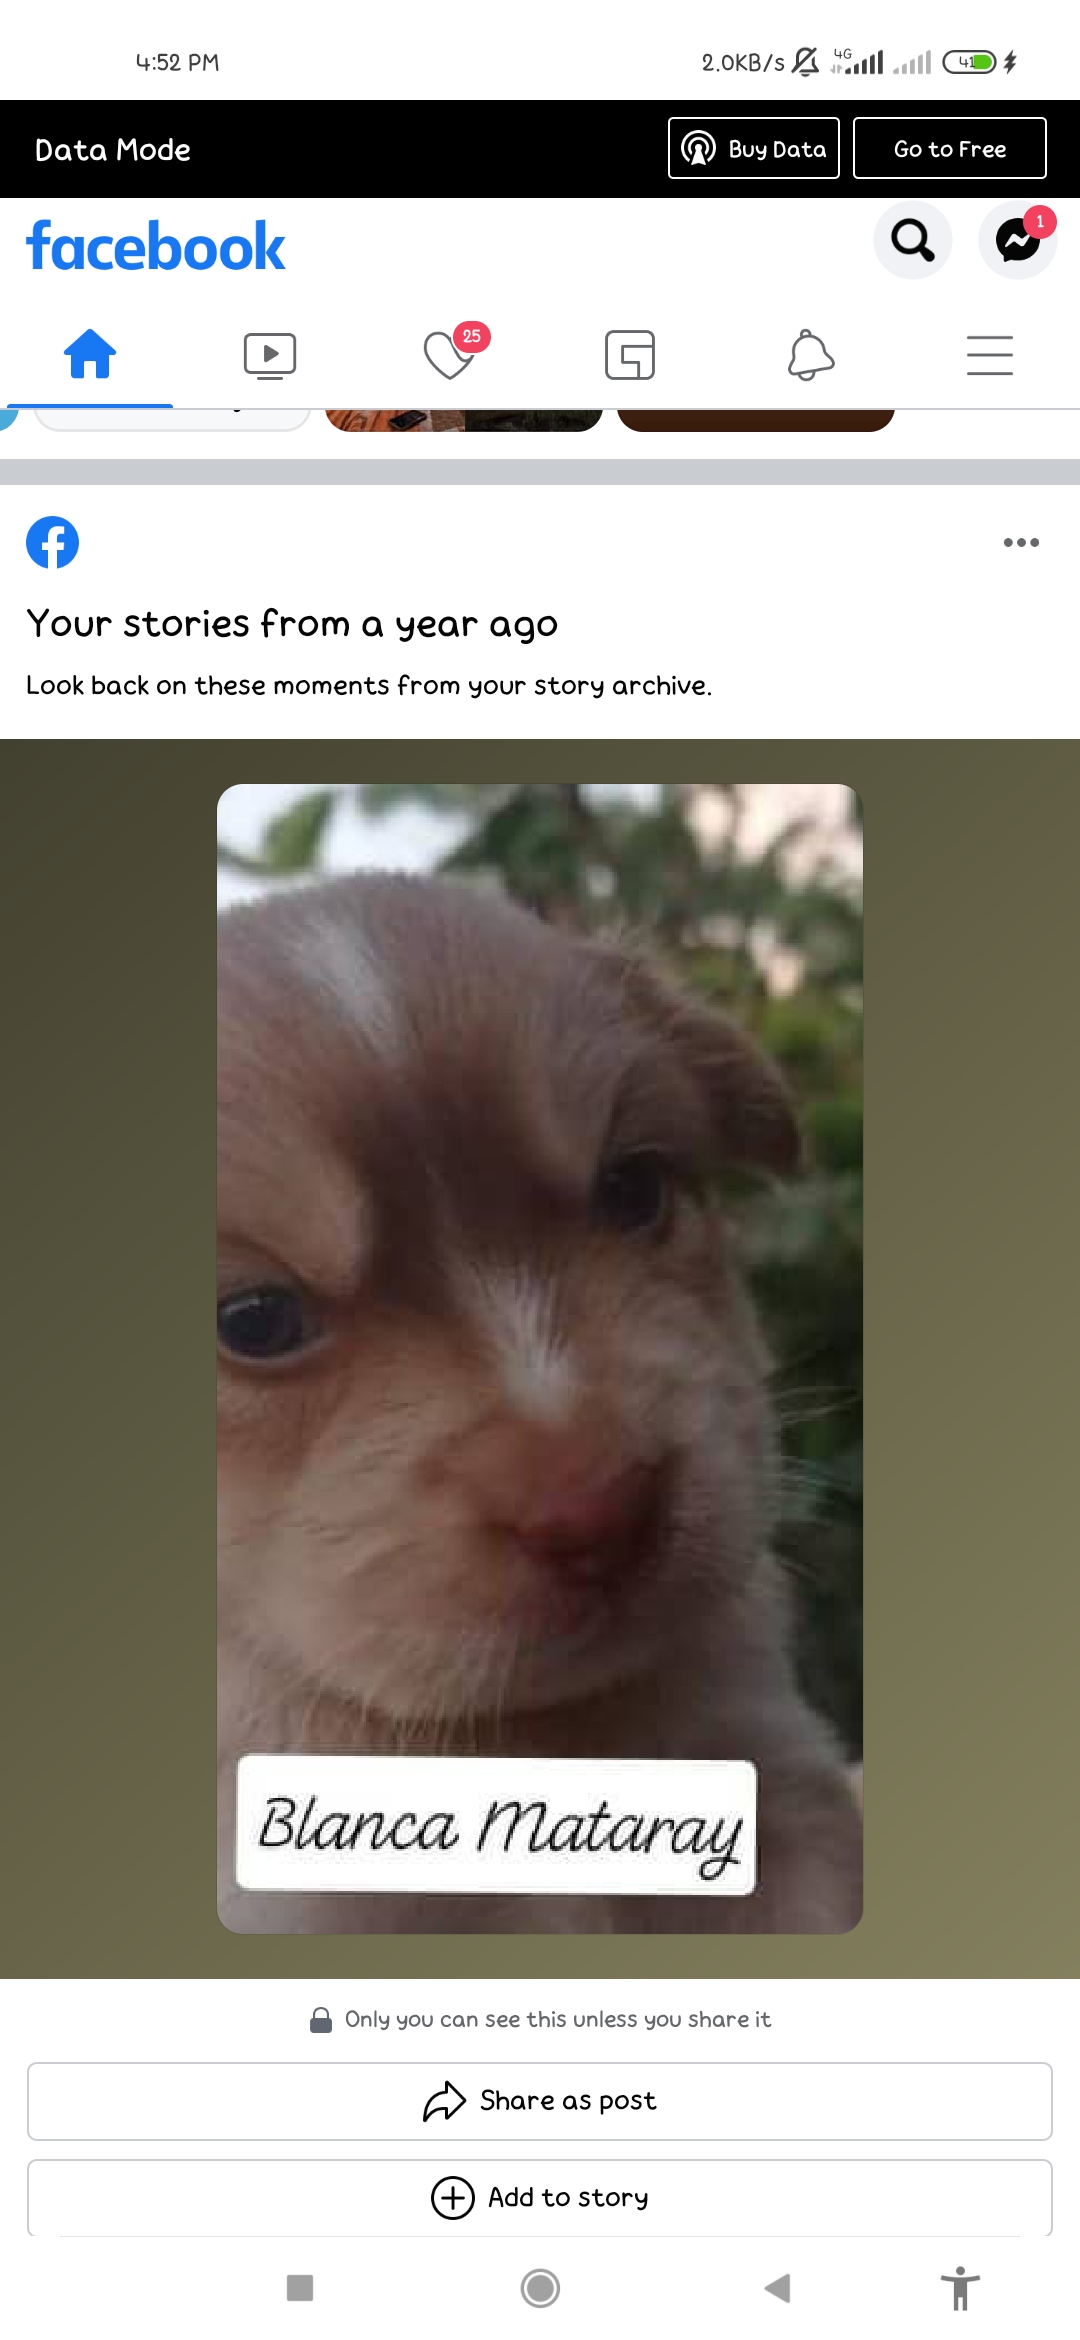 4:52 PM 2.0KB/s 4G 41
Data Mode Buy Data Go to Free
facebook 1
25
Your stories from a year ago
Look back on these moments from your story archive.
Blanca Mataray
Only you can see this unless you share it
Share as post
Add to story